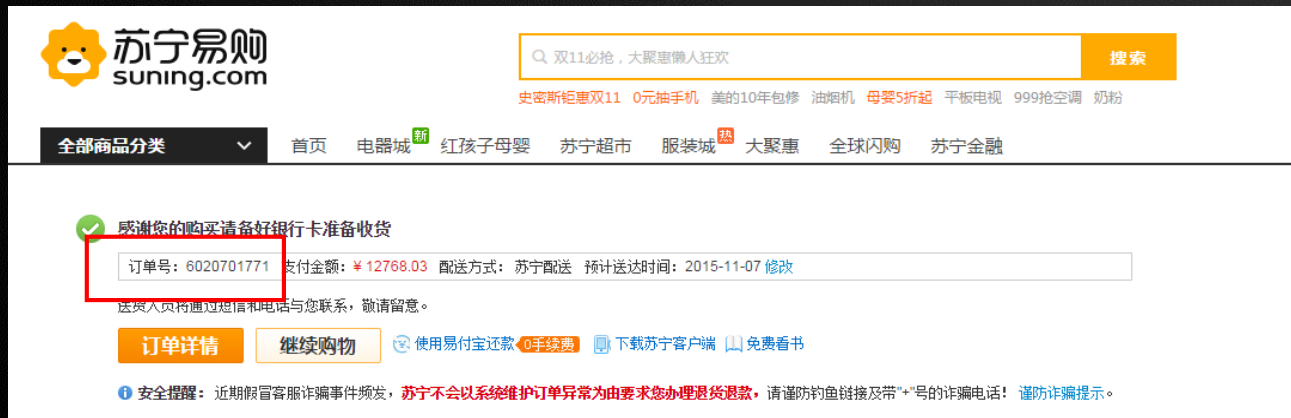 苏宁易购
suning.com
双11必抢，大聚惠懒人狂欢
搜索
史密斯钜惠双11 0元抽手机 美的10年包修 油烟机 母婴5折起 平板电视 999抢空调 奶粉
全部商品分类 首页 电器城 新 红孩子母婴 苏宁超市 服装城 热 大聚惠 全球闪购 苏宁金融
感谢您的购买请备好银行卡准备收货
订单号：6020701771 支付金额：¥ 12768.03 配送方式： 苏宁配送 预计送达时间：2015-11-07 修改
送货人员将通过短信和电话与您联系，敬请留意。
订单详情 继续购物 使用易付宝还款 0手续费 下载苏宁客户端 免费看书
安全提醒： 近期假冒客服诈骗事件频发，苏宁不会以系统维护订单异常为由要求您办理退货退款，请谨防钓鱼链接及带"+"号的诈骗电话！ 谨防诈骗提示。